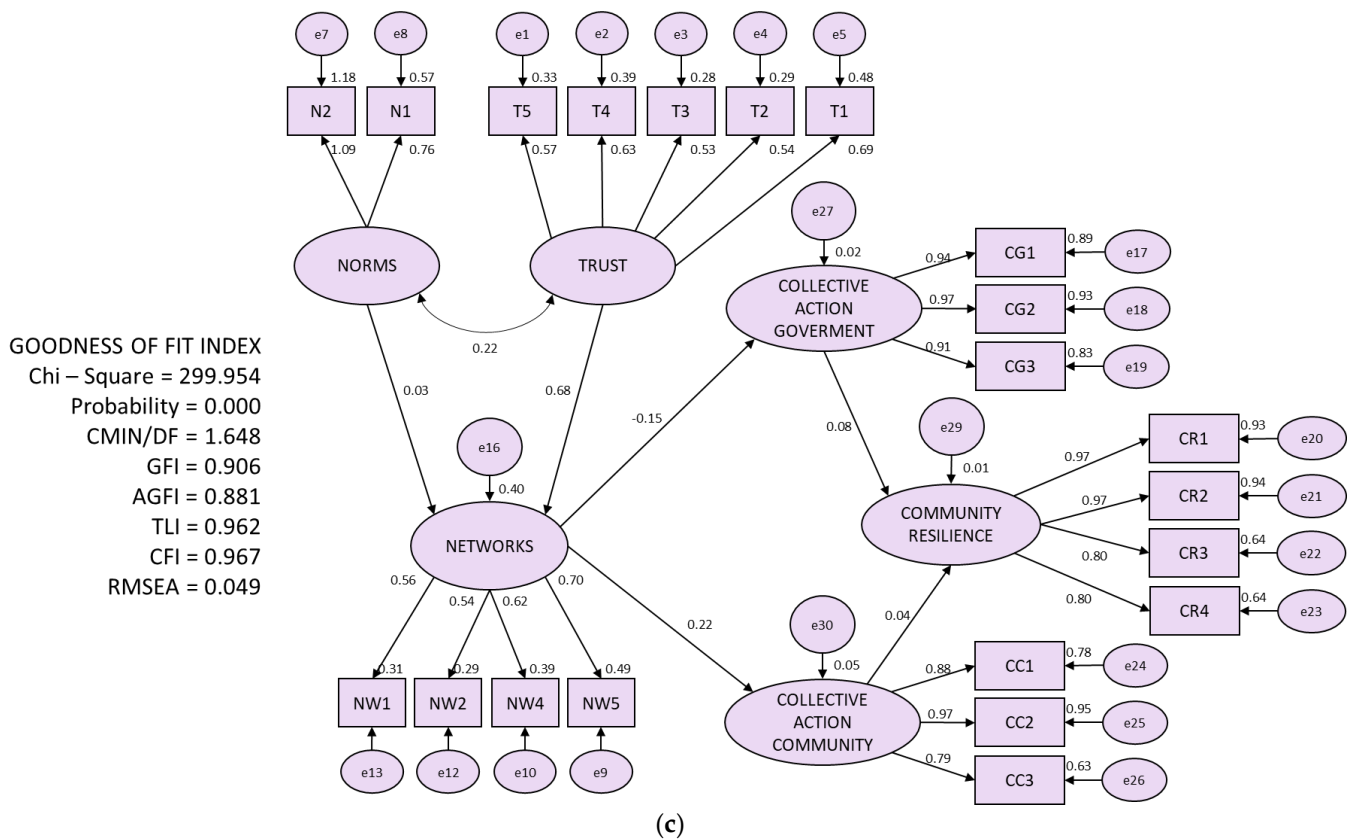 e7
e8
e1
e2
e3
e4
e5
1.18
0.57
0.33
0.39
0.28
0.29
0.48
N2
N1
T5
T4
T3
T2
T1
1.09
0.76
0.57
0.63
0.53
0.54
0.69
NORMS
TRUST
0.22
0.03
0.68
GOODNESS OF FIT INDEX
Chi – Square = 299.954
Probability = 0.000
CMIN/DF = 1.648
GFI = 0.906
AGFI = 0.881
TLI = 0.962
CFI = 0.967
RMSEA = 0.049
e16
0.40
NETWORKS
0.56
0.54
0.62
0.70
0.31
0.29
0.39
0.49
NW1
NW2
NW4
NW5
e13
e12
e10
e9
-0.15
0.22
e27
0.02
COLLECTIVE
ACTION
GOVERMENT
0.94
0.97
0.91
CG1
CG2
CG3
0.89
0.93
0.83
e17
e18
e19
0.08
e29
0.01
COMMUNITY
RESILIENCE
0.97
0.97
0.80
0.80
CR1
CR2
CR3
CR4
0.93
0.94
0.64
0.64
e20
e21
e22
e23
0.04
e30
0.05
COLLECTIVE
ACTION
COMMUNITY
0.88
0.97
0.79
CC1
CC2
CC3
0.78
0.95
0.63
e24
e25
e26
(c)